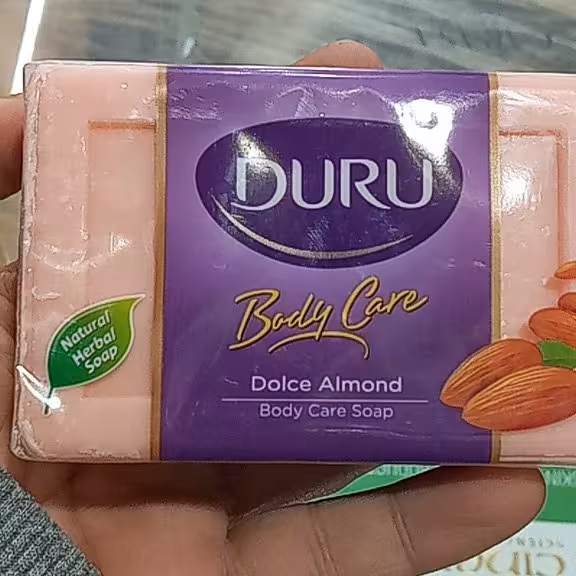 DURU
Body Care
Natural
Herbal
Soap
Dolce Almond
Body Care Soap